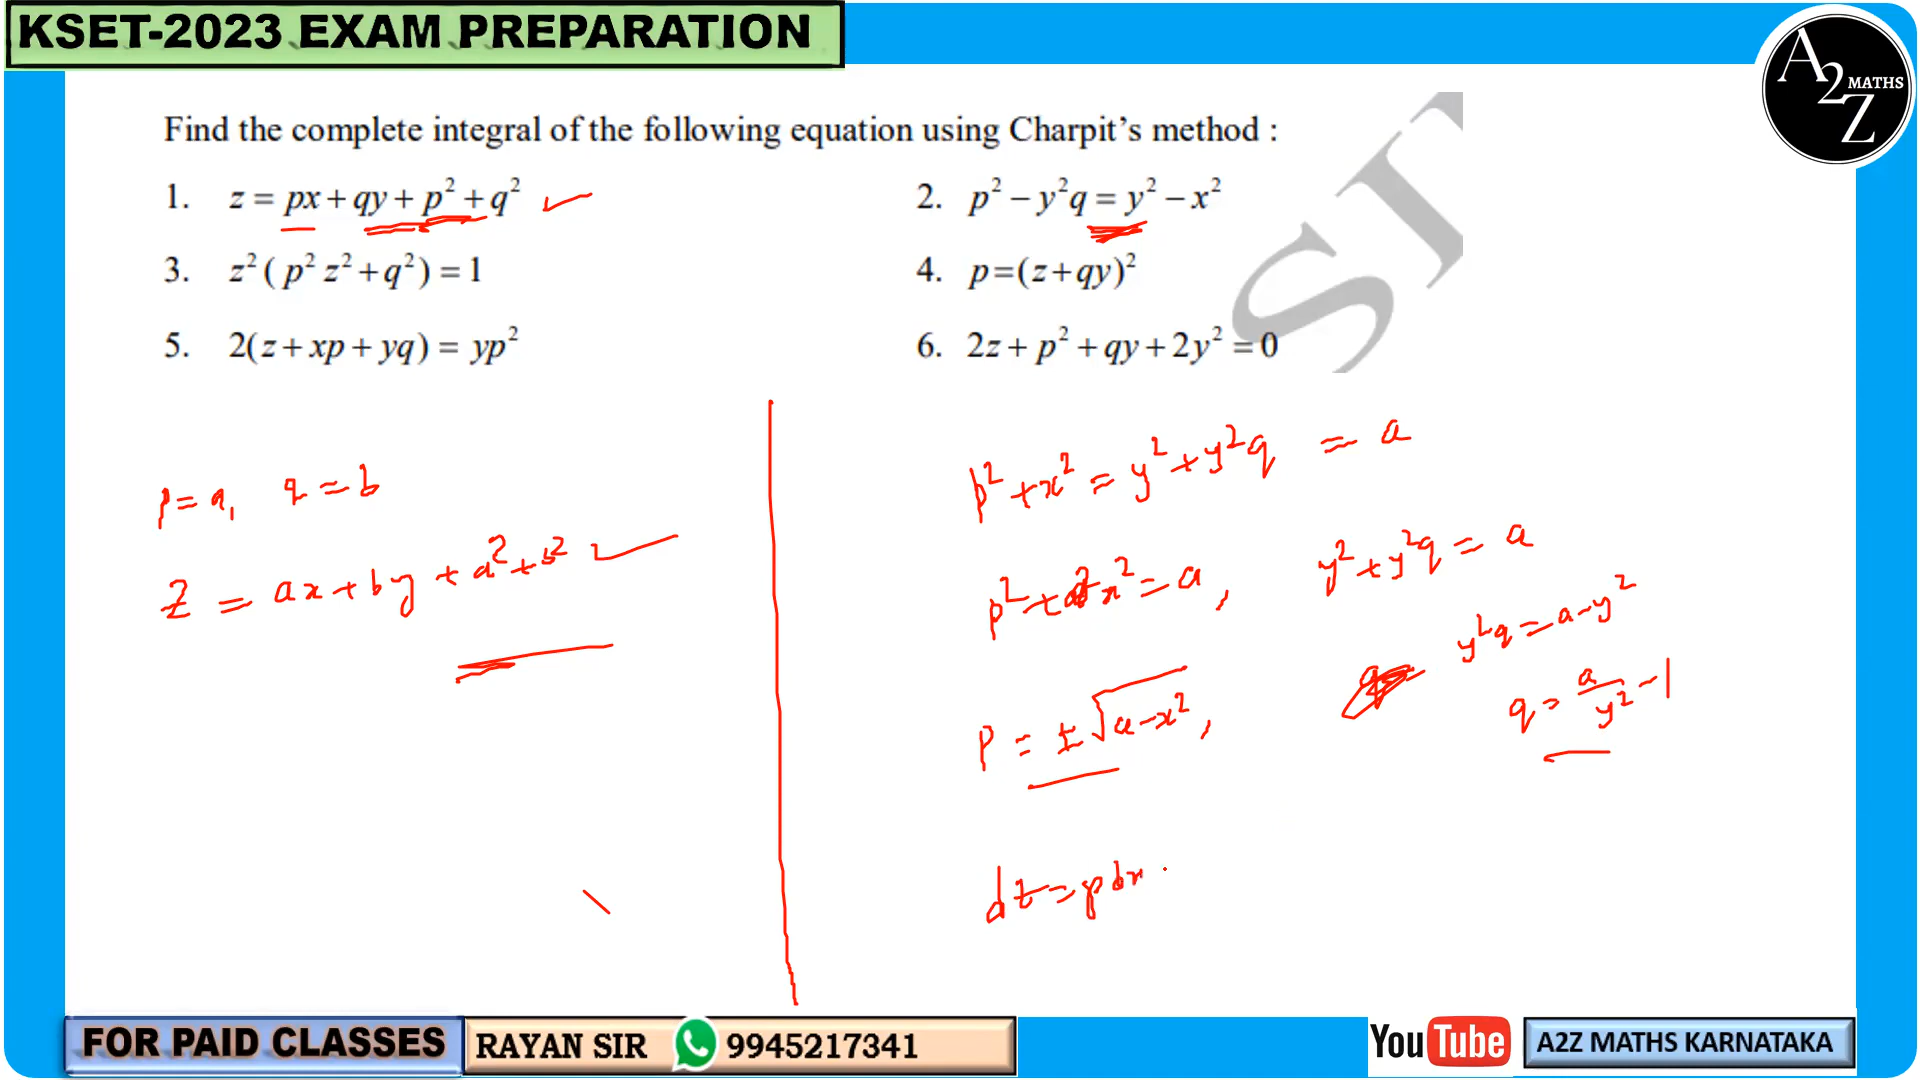 KSET-2023 EXAM PREPARATION
A2Z MATHS
Find the complete integral of the following equation using Charpit's method :
1. z = px + qy + p² + q²
2. p² − y²q = y² − x²
3. z² ( p² z² + q² ) = 1
4. p=(z+qy)²
5. 2(z + xp + yq) = yp²
6. 2z + p² + qy + 2y² = 0
p = a, q = b
z = ax + by + a² + b²
p² + x² = y² + y²q = a
p² + x² = a, y² + y²q = a
y²q = a − y²
p = ± √(a − x²), q = a/y² − 1
dz = pdx
FOR PAID CLASSES
RAYAN SIR 9945217341
YouTube
A2Z MATHS KARNATAKA